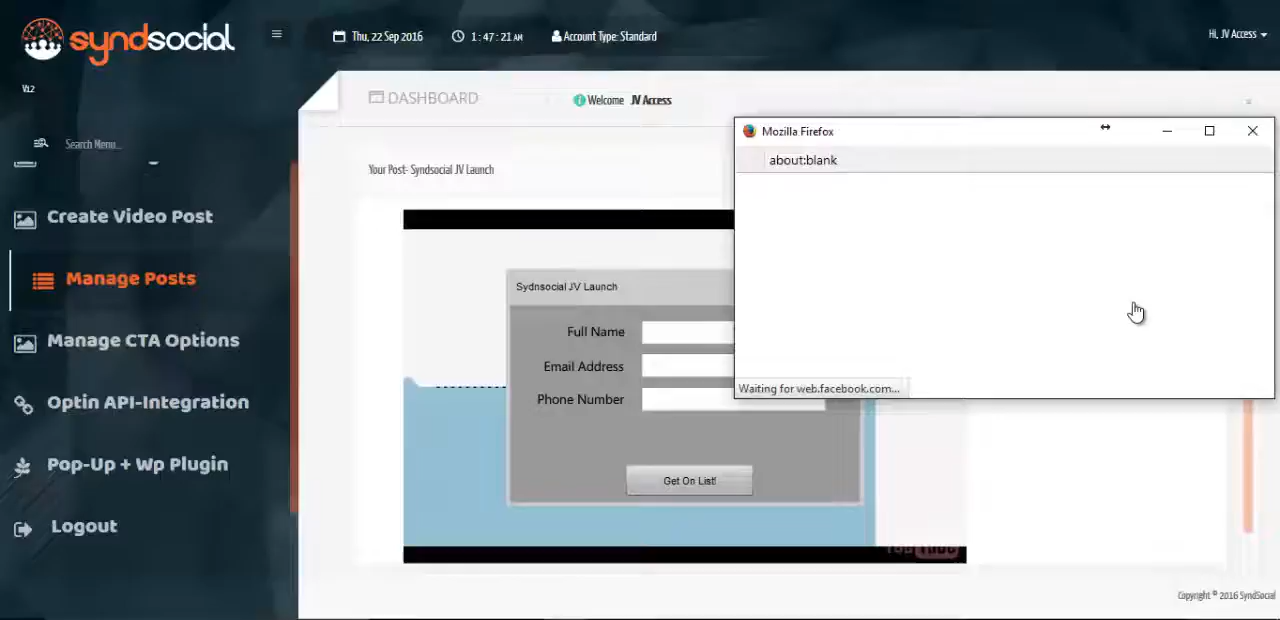 syndsocial
Thu, 22 Sep 2016
1:47:21 AM
Account Type: Standard
Hi, JV Access
V1.2
DASHBOARD
Welcome JV Access
Search Menu...
Mozilla Firefox
about:blank
Your Post- Syndsocial JV Launch
Create Video Post
Manage Posts
Manage CTA Options
Optin API-Integration
Pop-Up + Wp Plugin
Logout
Sydnsocial JV Launch
Full Name
Email Address
Phone Number
Get On List!
Waiting for web.facebook.com...
YouTube
Copyright © 2016 SyndSocial